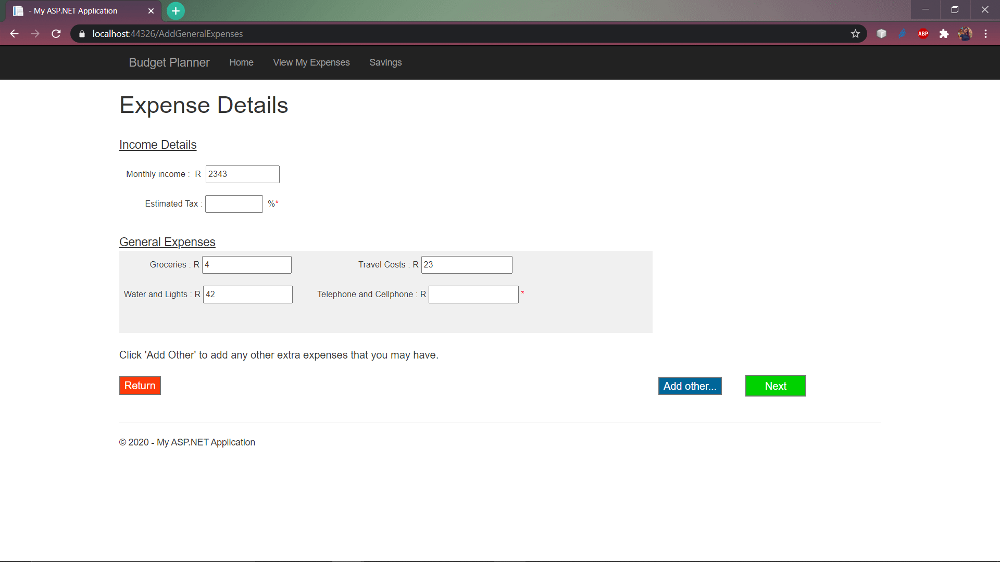 - My ASP.NET Application
localhost:44326/AddGeneralExpenses
ABP
Budget Planner Home View My Expenses Savings
Expense Details
Income Details
Monthly income : R 2343
Estimated Tax : %*
General Expenses
Groceries : R 4 Travel Costs : R 23
Water and Lights : R 42 Telephone and Cellphone : R *
Click 'Add Other' to add any other extra expenses that you may have.
Return Add other... Next
© 2020 - My ASP.NET Application